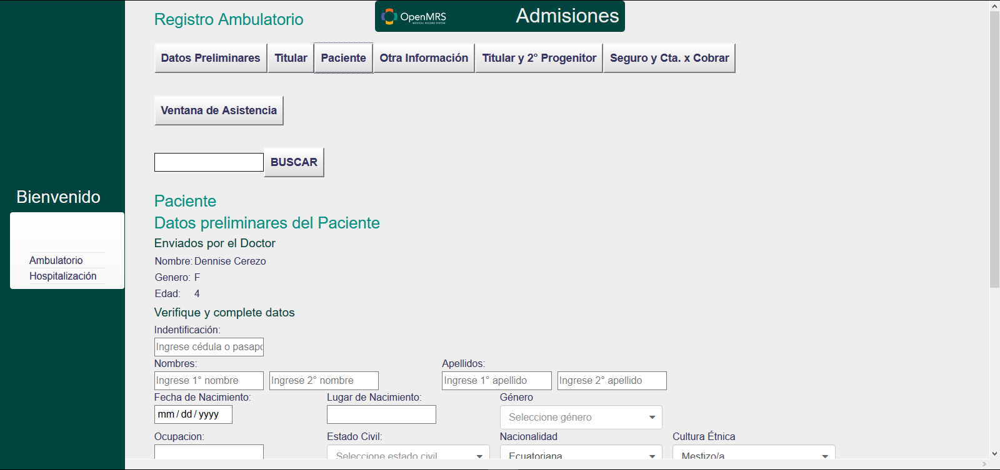 Registro Ambulatorio
OpenMRS
MEDICAL RECORD SYSTEM
Admisiones
Datos Preliminares Titular Paciente Otra Información Titular y 2° Progenitor Seguro y Cta. x Cobrar
Ventana de Asistencia
BUSCAR
Bienvenido
Ambulatorio
Hospitalización
Paciente
Datos preliminares del Paciente
Enviados por el Doctor
Nombre: Dennise Cerezo
Genero: F
Edad: 4
Verifique y complete datos
Indentificación:
Ingrese cédula o pasapo
Nombres: Apellidos:
Ingrese 1° nombre Ingrese 2° nombre Ingrese 1° apellido Ingrese 2° apellido
Fecha de Nacimiento: Lugar de Nacimiento: Género
mm/dd/yyyy Seleccione género
Ocupacion: Estado Civil: Nacionalidad Cultura Étnica
Seleccione estado civil Ecuatoriana Mestizo/a